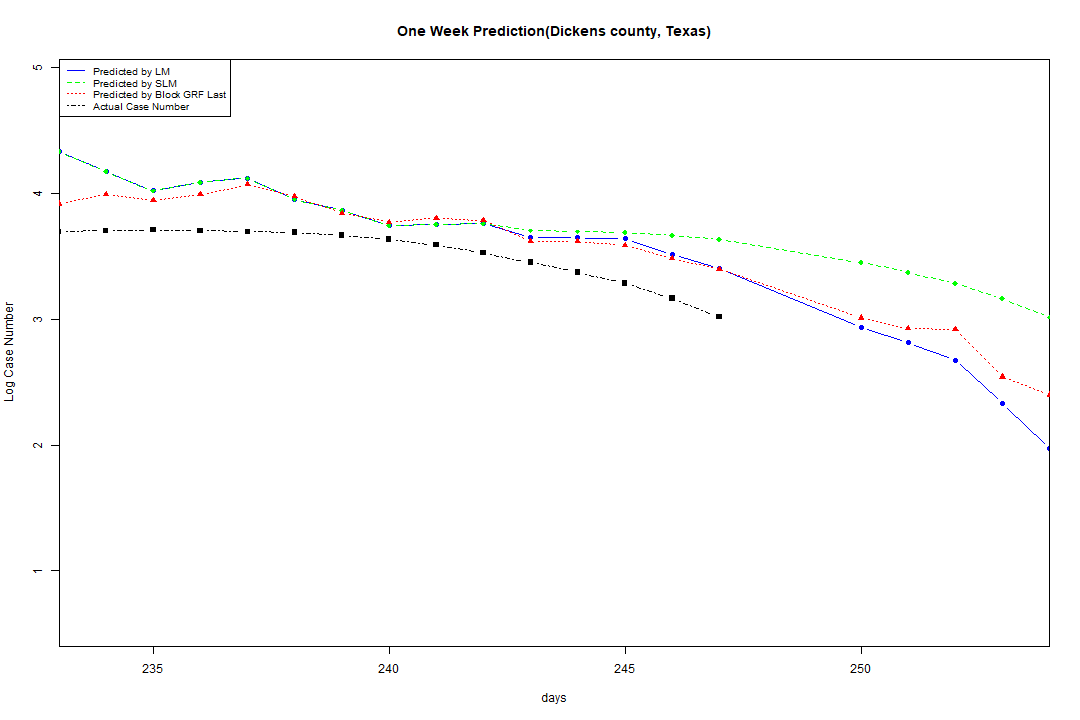 One Week Prediction(Dickens county, Texas)
Predicted by LM
Predicted by SLM
Predicted by Block GRF Last
Actual Case Number
5
4
3
2
1
Log Case Number
235
240
245
250
days